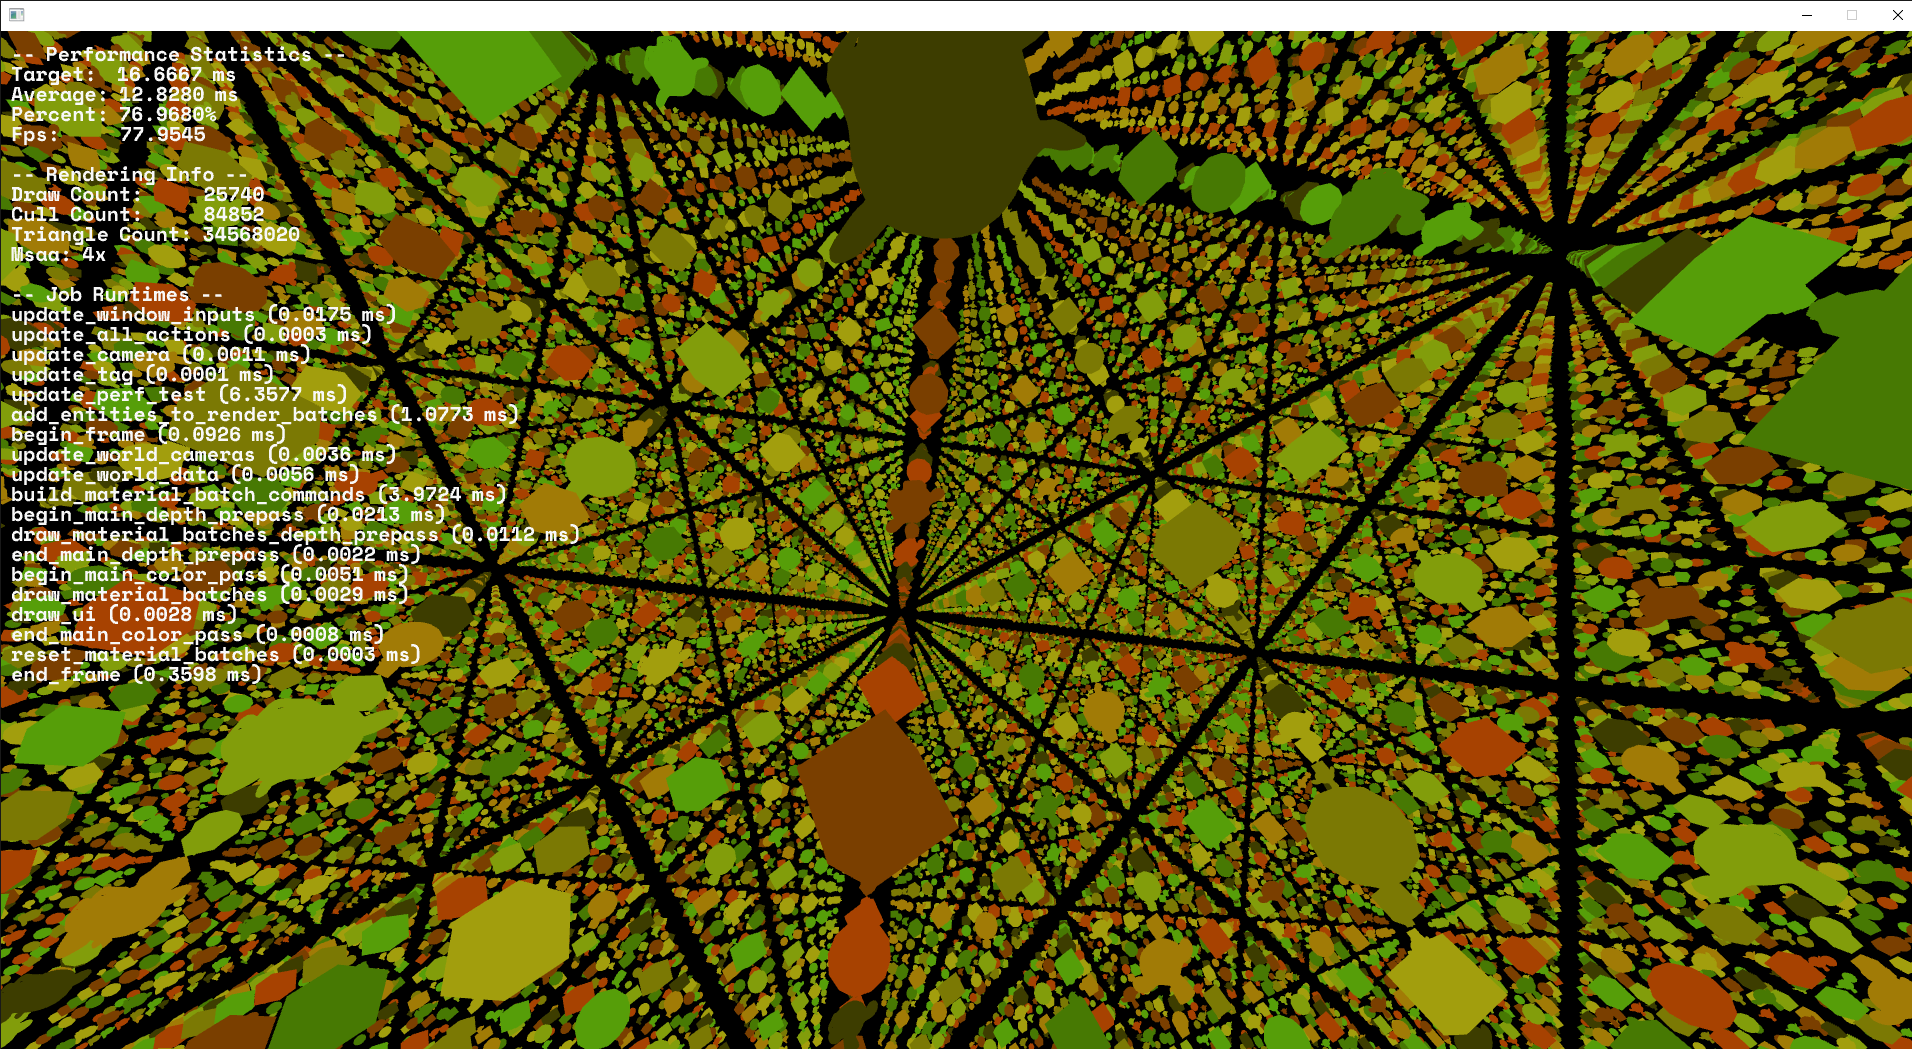 -- Performance Statistics --
Target:  16.6667 ms
Average: 12.8280 ms
Percent: 76.9680%
Fps:     77.9545
-- Rendering Info --
Draw Count:     25740
Cull Count:     84852
Triangle Count: 34568020
Msaa: 4x
-- Job Runtimes --
update_window_inputs (0.0175 ms)
update_all_actions (0.0003 ms)
update_camera (0.0011 ms)
update_tag (0.0001 ms)
update_perf_test (6.3577 ms)
add_entities_to_render_batches (1.0773 ms)
begin_frame (0.0926 ms)
update_world_cameras (0.0036 ms)
update_world_data (0.0056 ms)
build_material_batch_commands (3.9724 ms)
begin_main_depth_prepass (0.0213 ms)
draw_material_batches_depth_prepass (0.0112 ms)
end_main_depth_prepass (0.0022 ms)
begin_main_color_pass (0.0051 ms)
draw_material_batches (0.0029 ms)
draw_ui (0.0028 ms)
end_main_color_pass (0.0008 ms)
reset_material_batches (0.0003 ms)
end_frame (0.3598 ms)